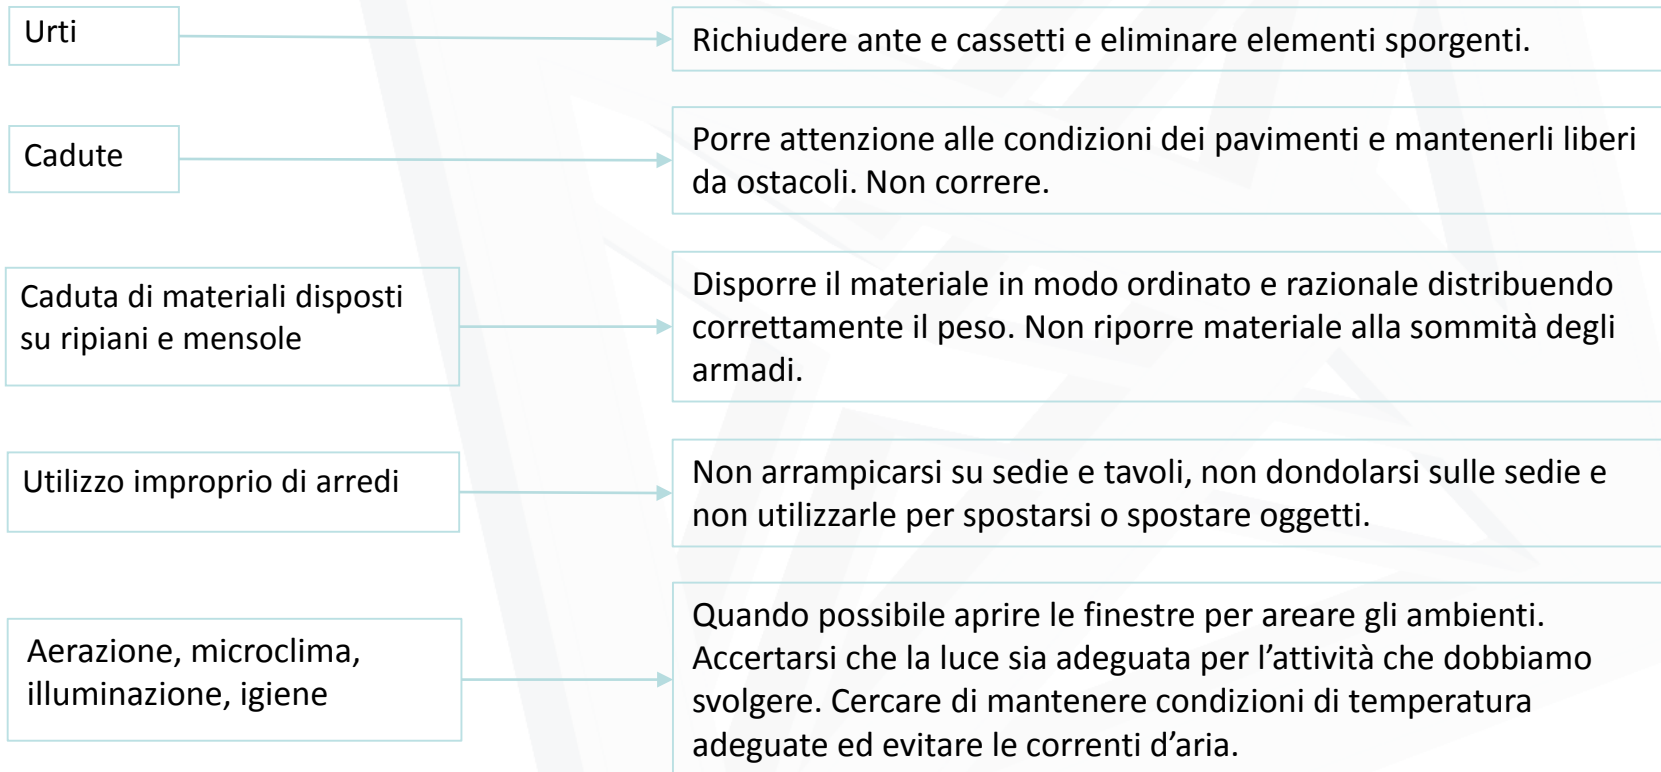 Urti
Richiudere ante e cassetti e eliminare elementi sporgenti.
Cadute
Porre attenzione alle condizioni dei pavimenti e mantenerli liberi
da ostacoli. Non correre.
Caduta di materiali disposti
su ripiani e mensole
Disporre il materiale in modo ordinato e razionale distribuendo
correttamente il peso. Non riporre materiale alla sommità degli
armadi.
Utilizzo improprio di arredi
Non arrampicarsi su sedie e tavoli, non dondolarsi sulle sedie e
non utilizzarle per spostarsi o spostare oggetti.
Aerazione, microclima,
illuminazione, igiene
Quando possibile aprire le finestre per areare gli ambienti.
Accertarsi che la luce sia adeguata per l’attività che dobbiamo
svolgere. Cercare di mantenere condizioni di temperatura
adeguate ed evitare le correnti d’aria.